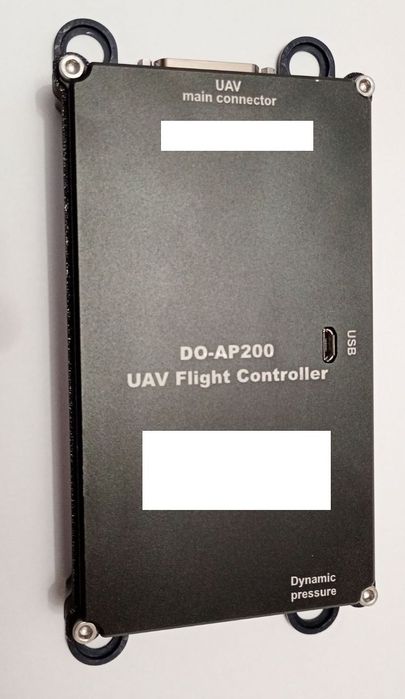 UAV
main connector
USB
DO-AP200
UAV Flight Controller
Dynamic
pressure